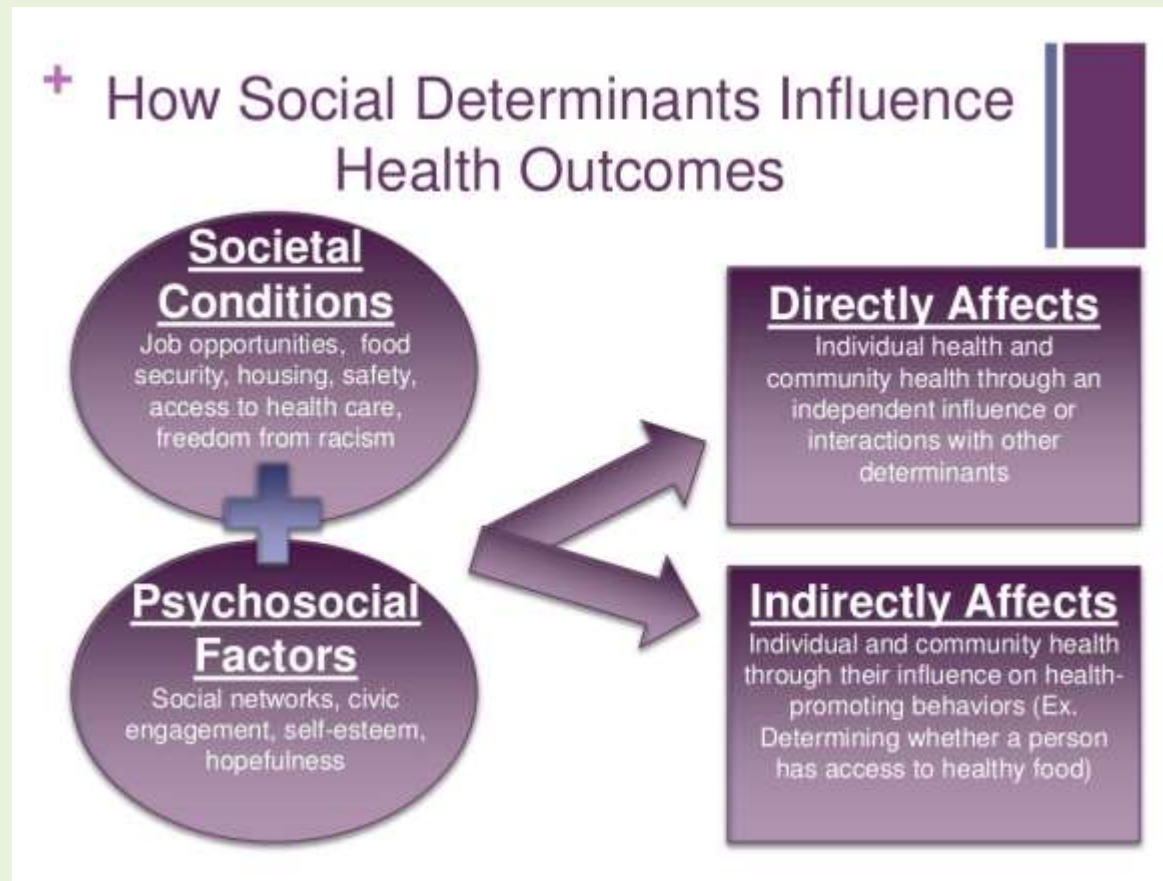 + How Social Determinants Influence
Health Outcomes
Societal
Conditions
Job opportunities, food
security, housing, safety,
access to health care,
freedom from racism
Psychosocial
Factors
Social networks, civic
engagement, self-esteem,
hopefulness
Directly Affects
Individual health and
community health through an
independent influence or
interactions with other
determinants
Indirectly Affects
Individual and community health
through their influence on health-
promoting behaviors (Ex.
Determining whether a person
has access to healthy food)